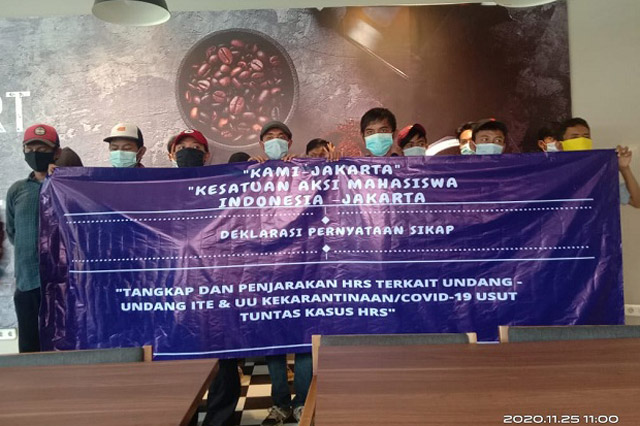 RT
"KAMI-JAKARTA"
"KESATUAN AKSI MAHASISWA
INDONESIA -JAKARTA
DEKLARASI PERNYATAAN SIKAP
"TANGKAP DAN PENJARAKAN HRS TERKAIT UNDANG -
UNDANG ITE & UU KEKARANTINAAN/COVID-19 USUT
TUNTAS KASUS HRS"
2020.11.25 11:00